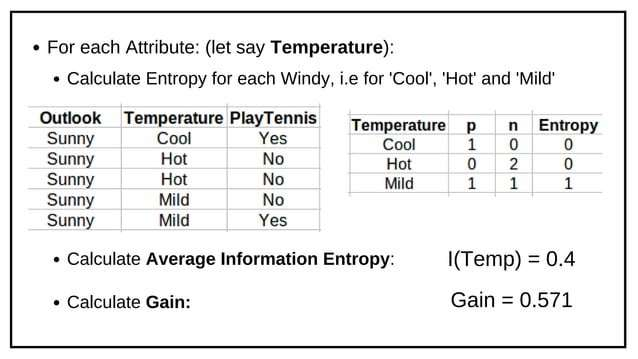 • For each Attribute: (let say Temperature):
• Calculate Entropy for each Windy, i.e for 'Cool', 'Hot' and 'Mild'
Outlook Temperature PlayTennis
Sunny Cool Yes
Sunny Hot No
Sunny Hot No
Sunny Mild No
Sunny Mild Yes
Temperature p n Entropy
Cool 1 0 0
Hot 0 2 0
Mild 1 1 1
• Calculate Average Information Entropy: I(Temp) = 0.4
• Calculate Gain: Gain = 0.571